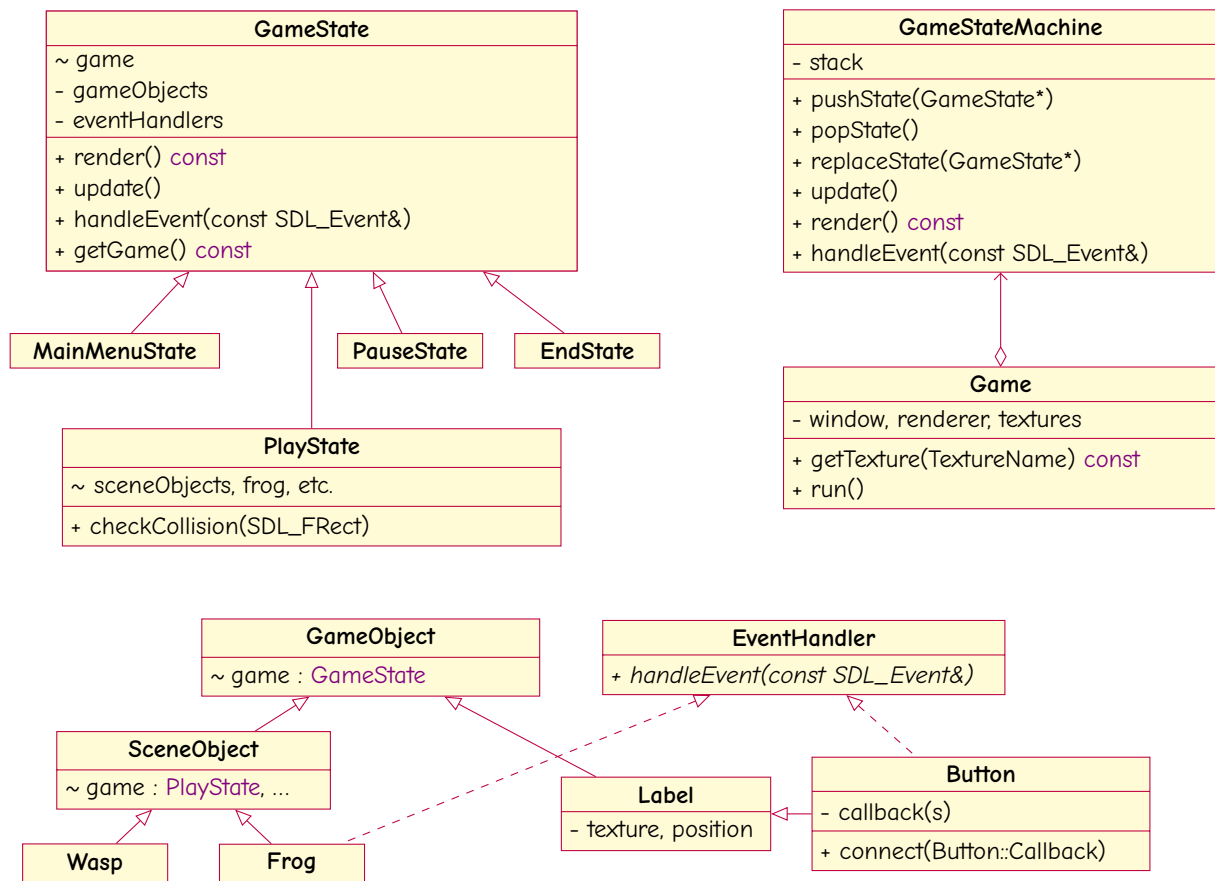 GameState
~ game
- gameObjects
- eventHandlers
+ render() const
+ update()
+ handleEvent(const SDL_Event&)
+ getGame() const
GameStateMachine
- stack
+ pushState(GameState*)
+ popState()
+ replaceState(GameState*)
+ update()
+ render() const
+ handleEvent(const SDL_Event&)
MainMenuState
PauseState
EndState
Game
- window, renderer, textures
+ getTexture(TextureName) const
+ run()
PlayState
~ sceneObjects, frog, etc.
+ checkCollision(SDL_FRect)
GameObject
~ game : GameState
EventHandler
+ handleEvent(const SDL_Event&)
SceneObject
~ game : PlayState, ...
Label
- texture, position
Button
- callback(s)
+ connect(Button::Callback)
Wasp
Frog